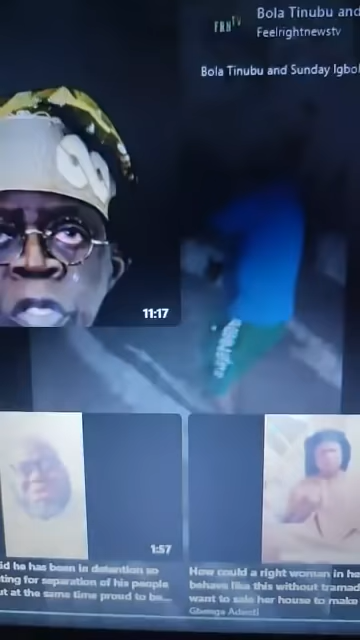 Bola Tinubu and
Feelrightnewstv
Bola Tinubu and Sunday Igbo
11:17
1:57
id he has been in detention so
ting for separation of his people
ut at the same time proud to be...
How could a right woman in he
behave like this without tramad
want to sale her house to make
Gbenga Adeoti